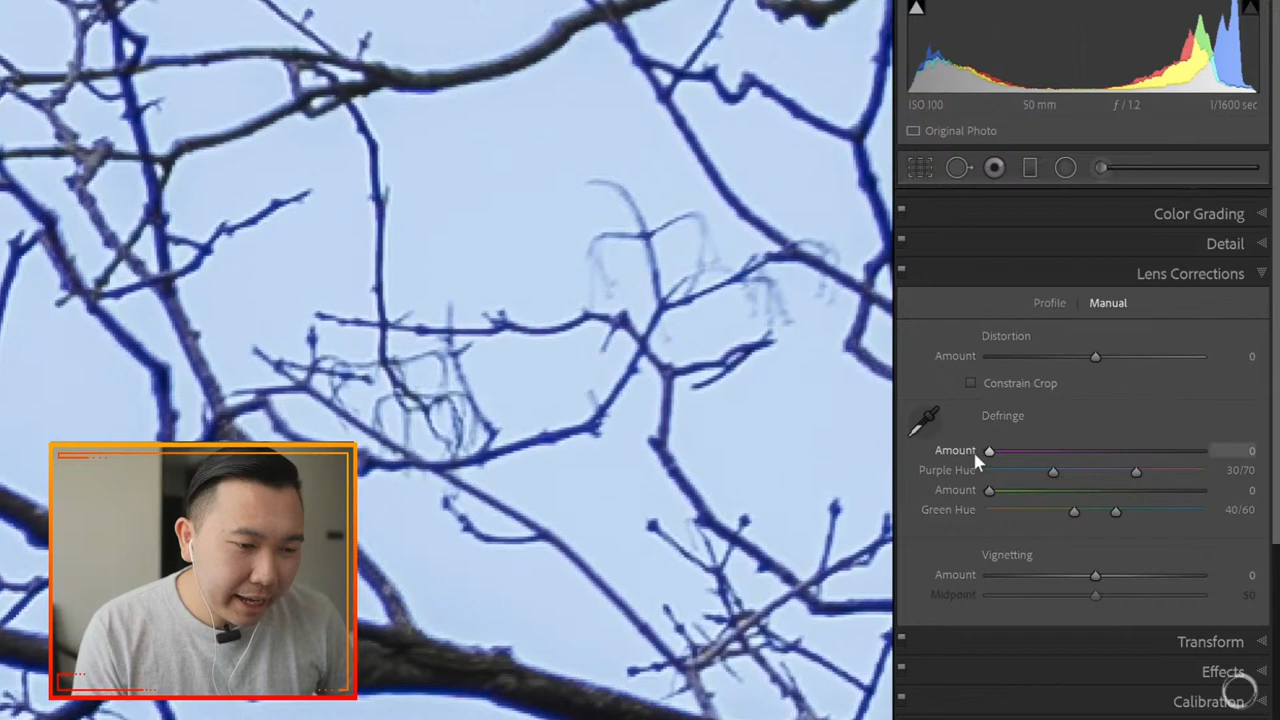 ISO 100 50 mm ƒ / 1.2 1/1600 sec
Original Photo
Color Grading
Detail
Lens Corrections
Profile Manual
Distortion
Amount 0
Constrain Crop
Defringe
Amount 0
Purple Hue 30/70
Amount 0
Green Hue 40/60
Vignetting
Amount 0
Midpoint 50
Transform
Effects
Calibration